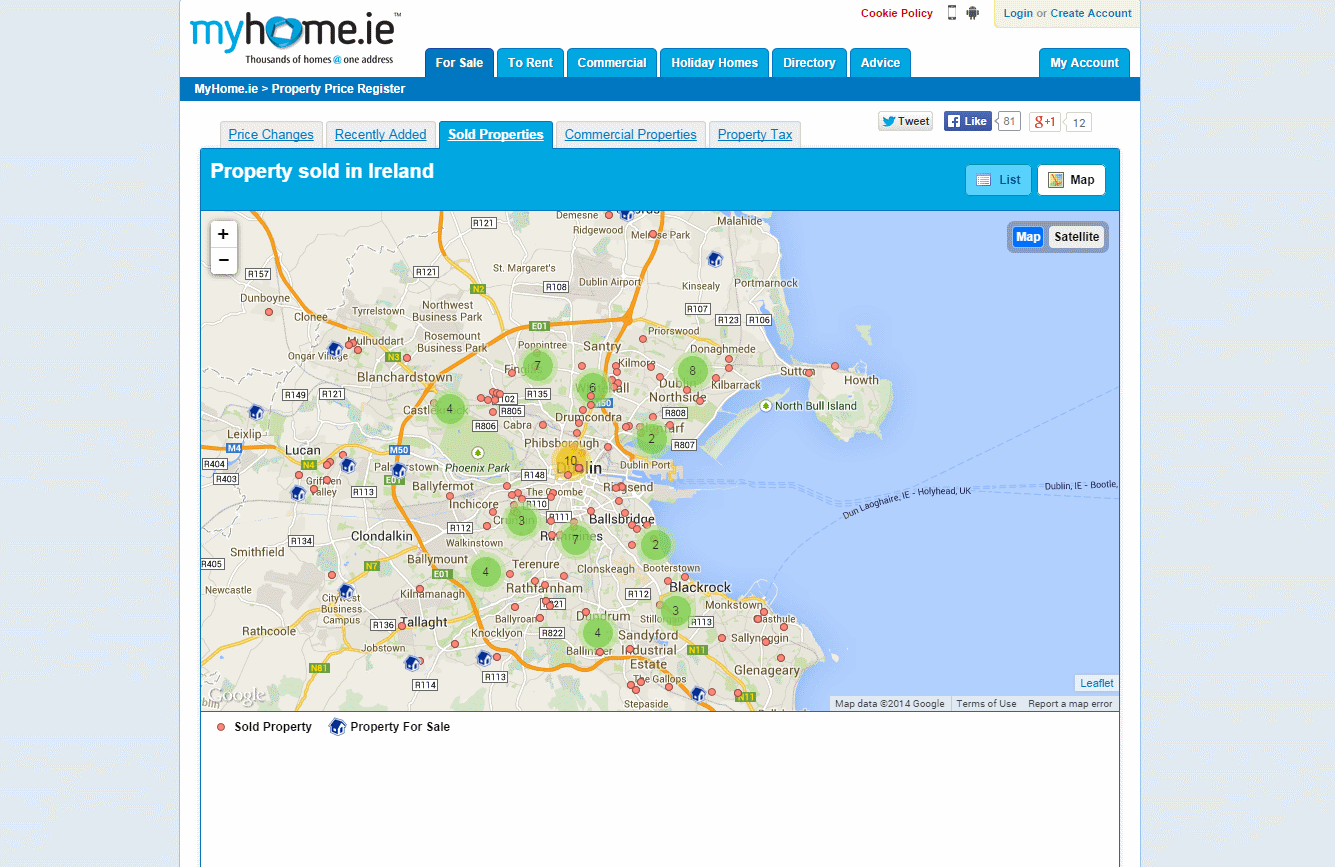 myhome.ie™
Thousands of homes @ one address
Cookie Policy
Login or Create Account
For Sale
To Rent
Commercial
Holiday Homes
Directory
Advice
My Account
MyHome.ie > Property Price Register
Price Changes
Recently Added
Sold Properties
Commercial Properties
Property Tax
Tweet
Like
81
g+1
12
Property sold in Ireland
List
Map
+
−
Map
Satellite
Demesne
R121
Ridgewood
Malahide
Melrose Park
R157
R121
St. Margaret's
Dublin Airport
Kinsealy
Portmarnock
N2
R108
Dunboyne
Clonee
Tyrrelstown
Northwest
Business Park
R107
R123
R106
E01
Rosemount
Business Park
Priorswood
Mulhuddart
Poppintree
Santry
Donaghmede
Ongar Village
N3
7
Kilmore
8
Sutton
Howth
Blanchardstown
Kilbarrack
Dublin
Northside
6
R149
R121
R135
M50
4
R805
R808
North Bull Island
Drumcondra
R806
Cabra
Clontarf
Leixlip
M4
Lucan
M50
Phibsborough
2
R807
R404
N4
Palmerstown
Phoenix Park
10
Dublin
Dublin Port
R403
Griffeen
Valley
E01
R148
R113
Ballyfermot
The Coombe
Ringsend
Dublin, IE - Bootle,
Dun Laoghaire, IE - Holyhead, UK
Inchicore
R110
3
R111
Ballsbridge
R112
R134
Clondalkin
Walkinstown
7
2
Smithfield
Ballymount
Terenure
Clonskeagh
Booterstown
R405
N7
E01
4
Newcastle
Kilnamanagh
Rathfarnham
R112
Blackrock
Citywest
Business
Campus
Monkstown
3
R113
Rathcoole
R136
Tallaght
Ballyroan
R822
Dundrum
4
Sandyford
Industrial
Estate
Sallynoggin
Knocklyon
Jobstown
N11
N81
R113
Glenageary
R114
The Gallops
Stepaside
N11
Google
Leaflet
Map data ©2014 Google
Terms of Use
Report a map error
Sold Property
Property For Sale